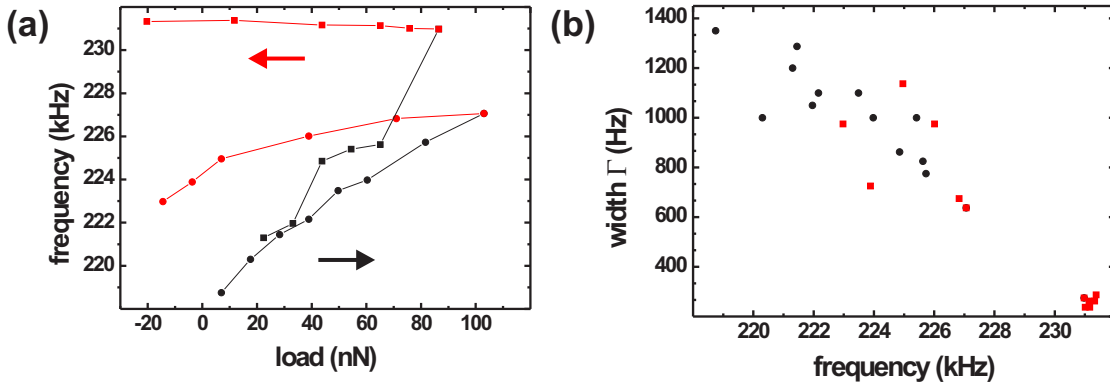 (a)
frequency (kHz)
230
228
226
224
222
220
-20 0 20 40 60 80 100
load (nN)
(b)
width Γ (Hz)
1400
1200
1000
800
600
400
220 222 224 226 228 230
frequency (kHz)